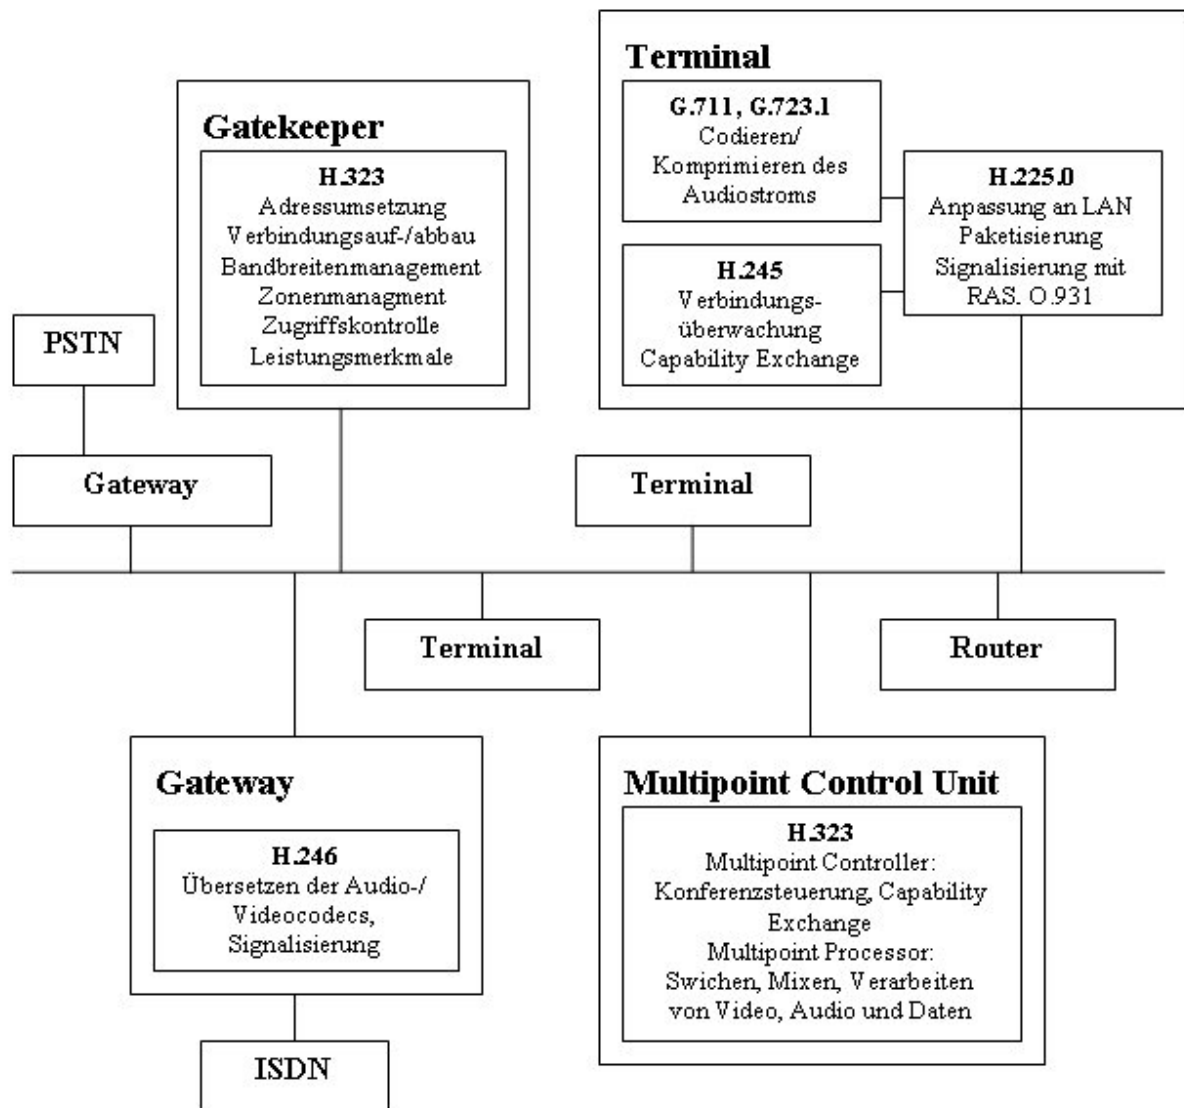 Terminal
G.711, G.723.1
Codieren/
Komprimieren des
Audiostroms
H.225.0
Anpassung an LAN
Paketisierung
Signalisierung mit
RAS. O.931
H.245
Verbindungs-
überwachung
Capability Exchange
Gatekeeper
H.323
Adressumsetzung
Verbindungsauf-/abbau
Bandbreitenmanagement
Zonenmanagment
Zugriffskontrolle
Leistungsmerkmale
PSTN
Gateway
Terminal
Terminal
Router
Gateway
H.246
Übersetzen der Audio-/
Videocodecs,
Signalisierung
ISDN
Multipoint Control Unit
H.323
Multipoint Controller:
Konferenzsteuerung, Capability
Exchange
Multipoint Processor:
Swichen, Mixen, Verarbeiten
von Video, Audio und Daten